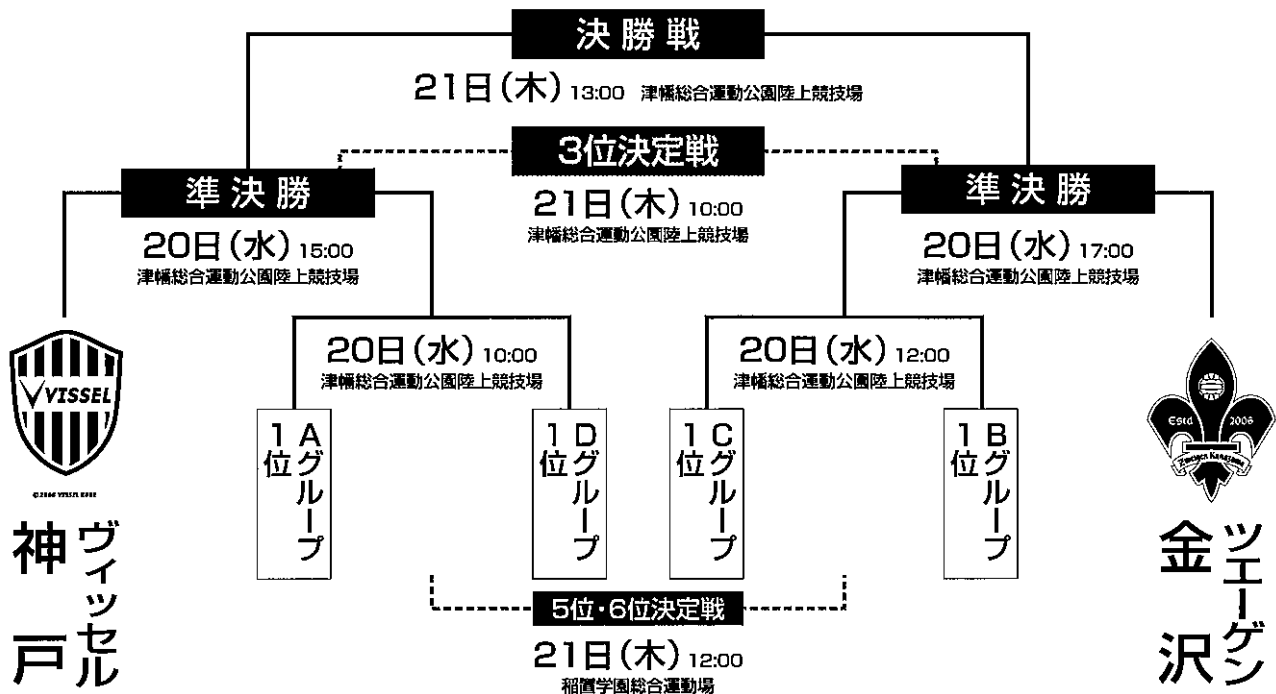 決勝戦
21日(木) 13:00 津幡総合運動公園陸上競技場
3位決定戦
21日(木) 10:00
津幡総合運動公園陸上競技場
準決勝
20日(水) 15:00
津幡総合運動公園陸上競技場
準決勝
20日(水) 17:00
津幡総合運動公園陸上競技場
20日(水) 10:00
津幡総合運動公園陸上競技場
20日(水) 12:00
津幡総合運動公園陸上競技場
VISSEL
©2005 VISSEL KOBE
ヴィッセル
神戸
Aグループ
1位
Dグループ
1位
Cグループ
1位
Bグループ
1位
Estd 2006
Zweigen Kanazawa
ツエーゲン
金沢
5位・6位決定戦
21日(木) 12:00
稲置学園総合運動場